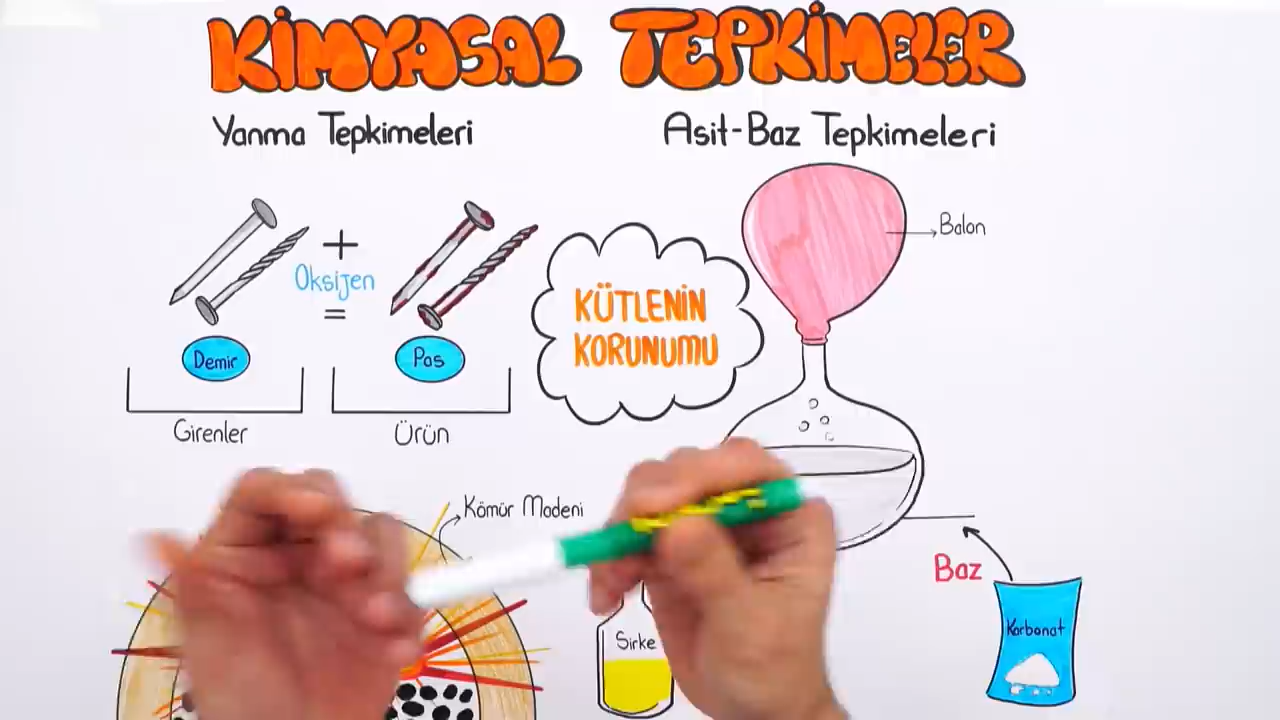 KİMYASAL TEPKİMELER
Yanma Tepkimeleri
Asit-Baz Tepkimeleri
+
Oksijen
=
Demir
Pas
Girenler
Ürün
KÜTLENİN
KORUNUMU
Balon
Kömür Madeni
Sirke
Baz
Karbonat